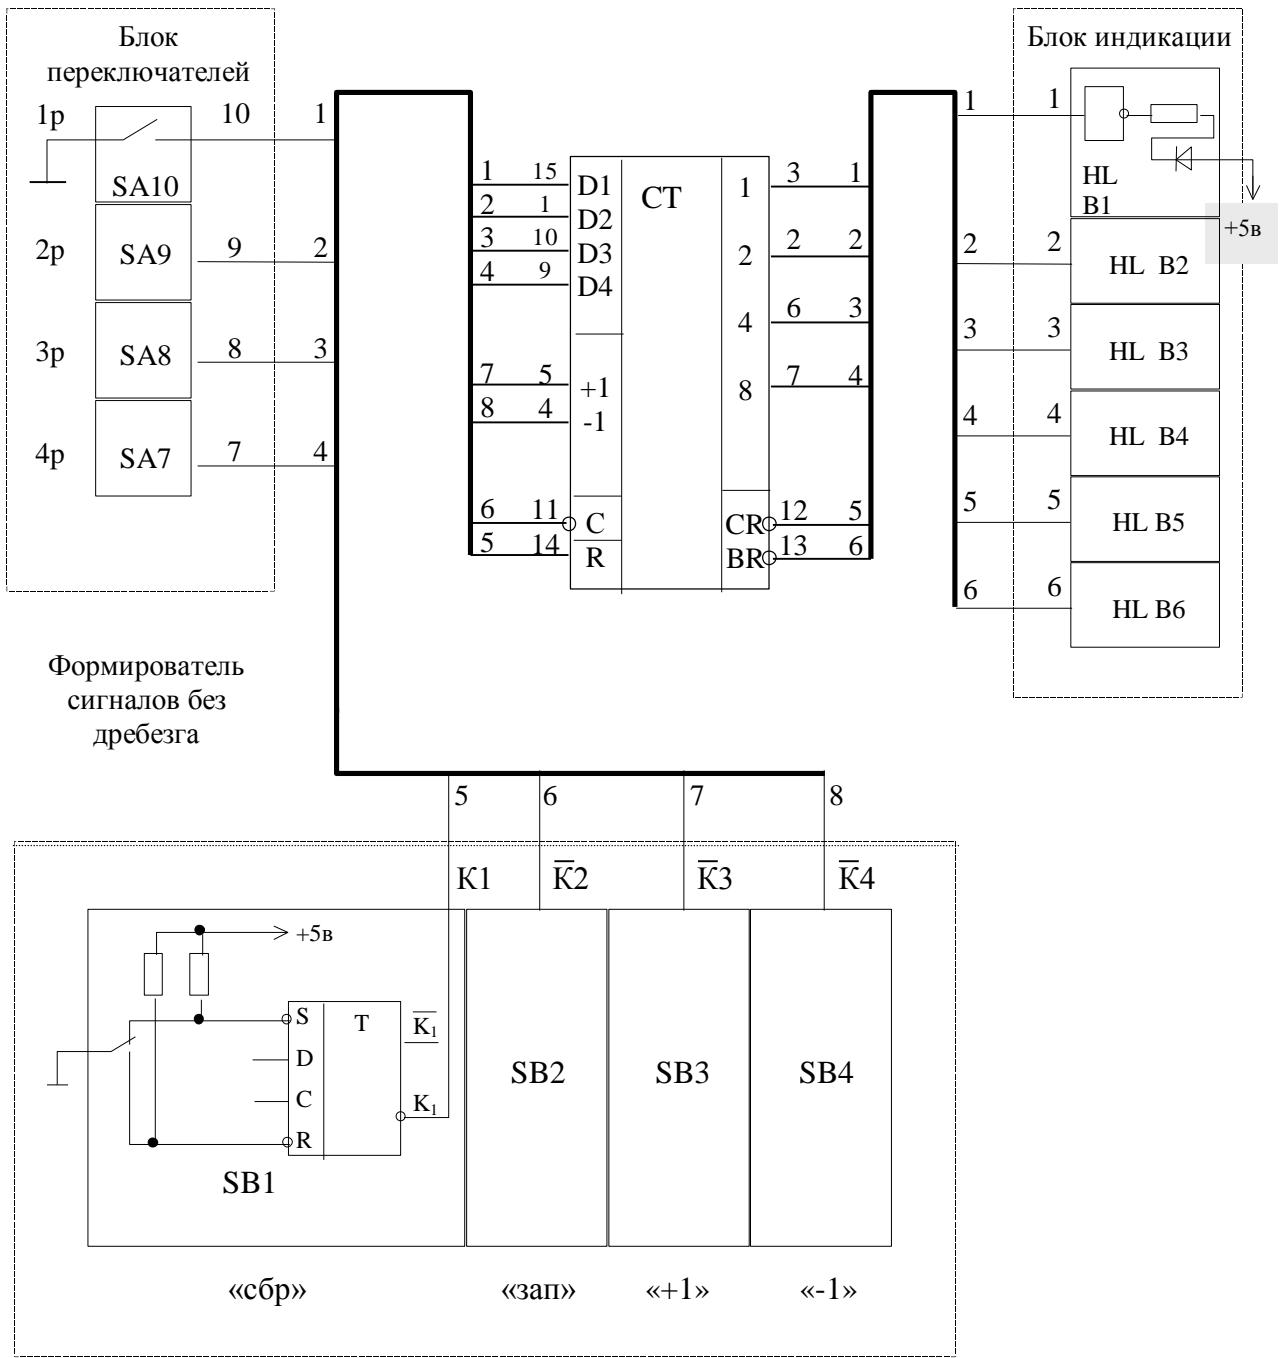 Блок
переключателей
1р
10
1
SA10
2р
SA9
9
2
3р
SA8
8
3
4р
SA7
7
4
1 15 D1
2 1 D2
3 10 D3
4 9 D4
7 5 +1
8 4 -1
6 11 C
5 14 R
CT
1 3 1
2 2 2
4 6 3
8 7 4
CR 12 5
BR 13 6
Блок индикации
1 1
HL
B1
+5в
2 2 HL B2
3 3 HL B3
4 4 HL B4
5 5 HL B5
6 6 HL B6
Формирователь
сигналов без
дребезга
5 6 7 8
K1 K̅2 K̅3 K̅4
+5в
S T K̅₁
D
C K₁
R
SB1
SB2 SB3 SB4
«сбр» «зап» «+1» «-1»